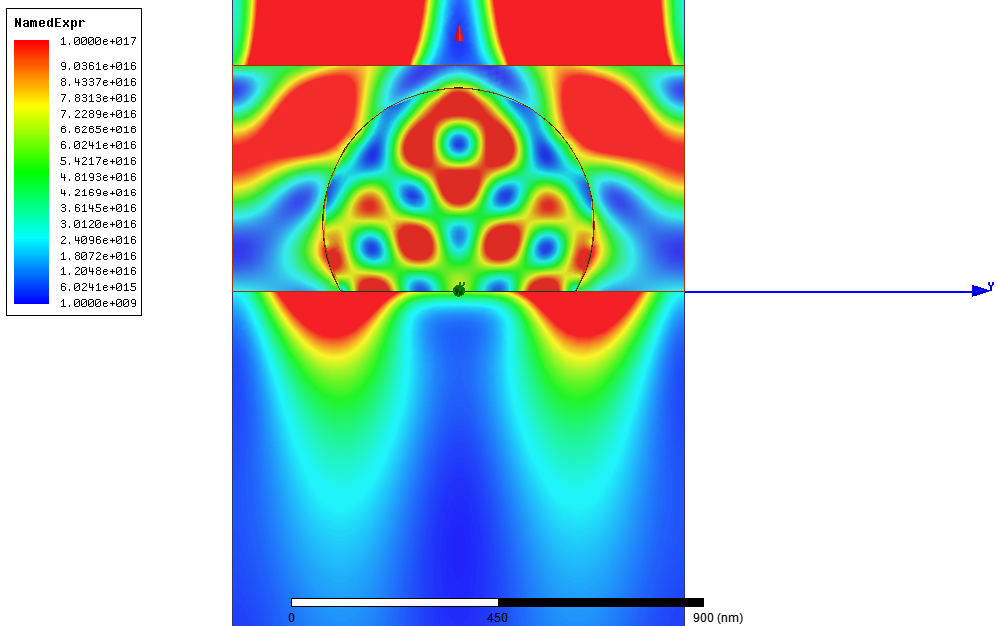 NamedExpr
1.0000e+017
9.0361e+016
8.4337e+016
7.8313e+016
7.2289e+016
6.6265e+016
6.0241e+016
5.4217e+016
4.8193e+016
4.2169e+016
3.6145e+016
3.0120e+016
2.4096e+016
1.8072e+016
1.2048e+016
6.0241e+015
1.0000e+009
Y
0 450 900 (nm)